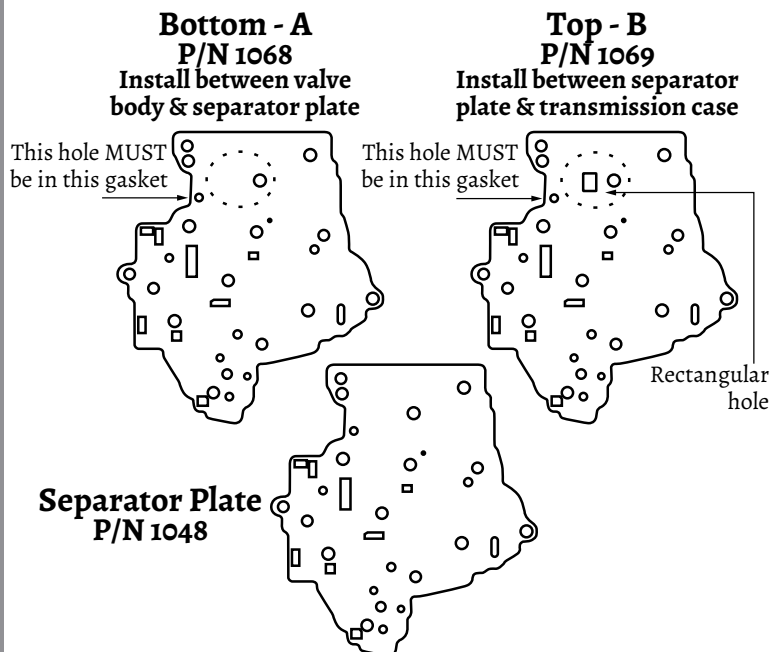 Bottom - A
P/N 1068
Install between valve
body & separator plate
Top - B
P/N 1069
Install between separator
plate & transmission case
This hole MUST
be in this gasket
This hole MUST
be in this gasket
Rectangular
hole
Separator Plate
P/N 1048